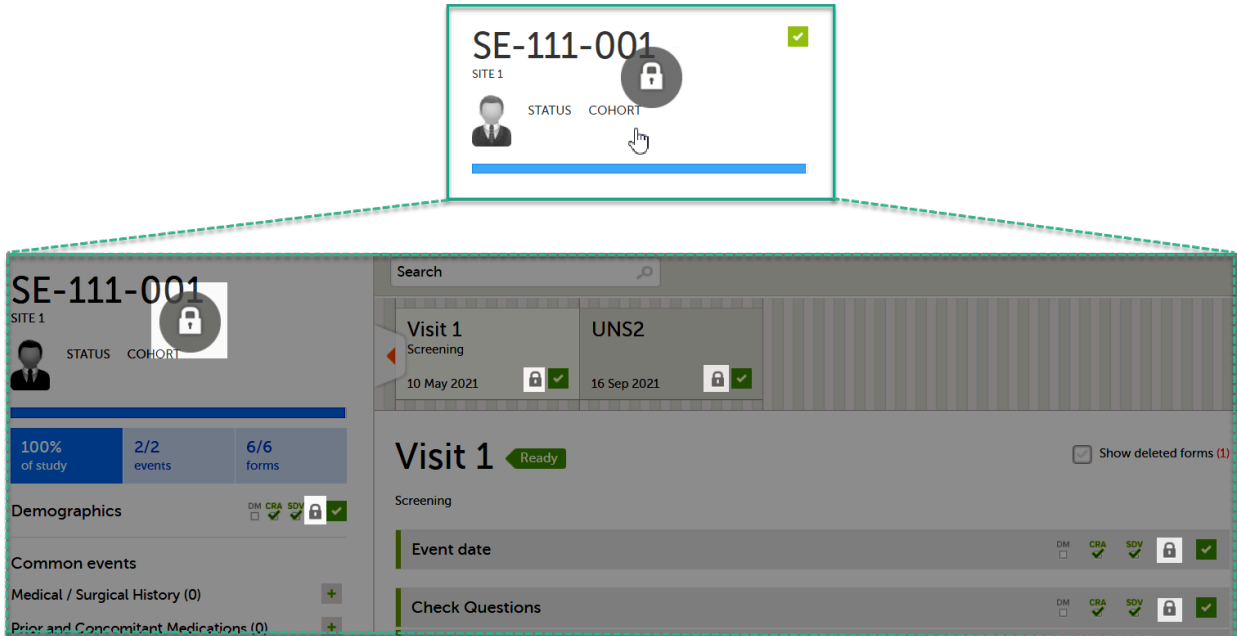 SE-111-001
SITE 1
STATUS COHORT
SE-111-001
SITE 1
STATUS COHORT
100%
of study
2/2
events
6/6
forms
Demographics
DM CRA SDV
Common events
Medical / Surgical History (0)
Prior and Concomitant Medications (0)
Search
Visit 1
Screening
10 May 2021
UNS2
16 Sep 2021
Visit 1 Ready
Show deleted forms (1)
Screening
Event date
DM CRA SDV
Check Questions
DM CRA SDV